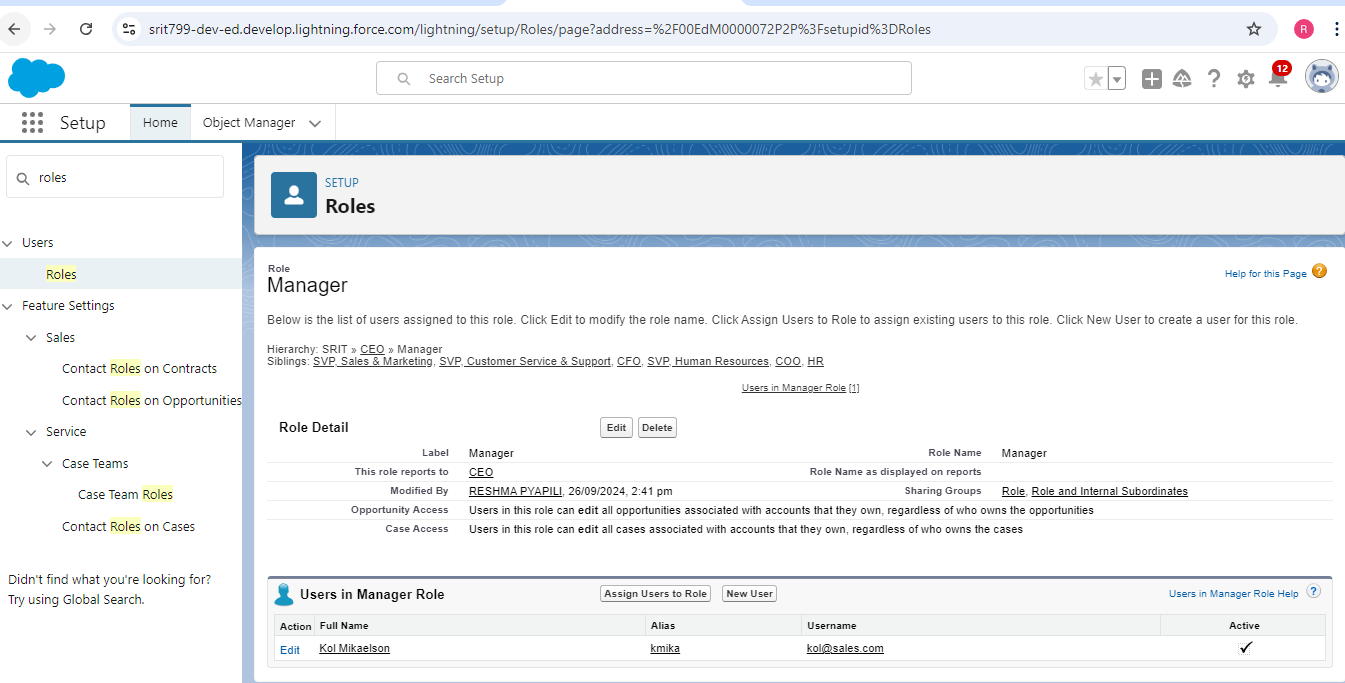 srit799-dev-ed.develop.lightning.force.com/lightning/setup/Roles/page?address=%2F00EdM0000072P2P%3Fsetupid%3DRoles
R
Search Setup
12
Setup
Home
Object Manager
roles
Users
Roles
Feature Settings
Sales
Contact Roles on Contracts
Contact Roles on Opportunities
Service
Case Teams
Case Team Roles
Contact Roles on Cases
Didn't find what you're looking for?
Try using Global Search.
SETUP
Roles
Role
Manager
Help for this Page ?
Below is the list of users assigned to this role. Click Edit to modify the role name. Click Assign Users to Role to assign existing users to this role. Click New User to create a user for this role.
Hierarchy: SRIT » CEO » Manager
Siblings: SVP, Sales & Marketing, SVP, Customer Service & Support, CFO, SVP, Human Resources, COO, HR
Users in Manager Role [1]
Role Detail Edit Delete
Label Manager Role Name Manager
This role reports to CEO Role Name as displayed on reports
Modified By RESHMA PYAPILI, 26/09/2024, 2:41 pm Sharing Groups Role, Role and Internal Subordinates
Opportunity Access Users in this role can edit all opportunities associated with accounts that they own, regardless of who owns the opportunities
Case Access Users in this role can edit all cases associated with accounts that they own, regardless of who owns the cases
Users in Manager Role Assign Users to Role New User Users in Manager Role Help ?
Action Full Name Alias Username Active
Edit Kol Mikaelson kmika kol@sales.com ✓